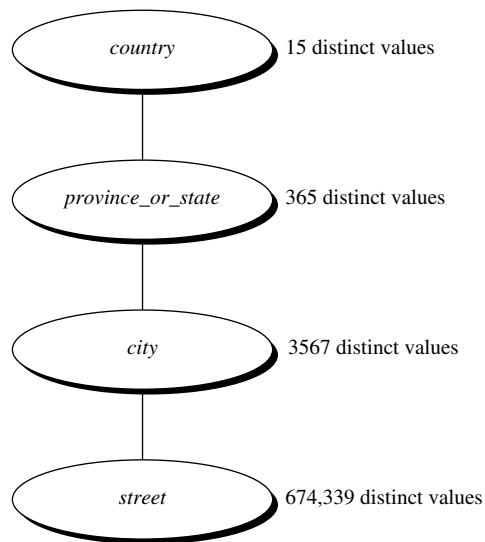 country 15 distinct values
province_or_state 365 distinct values
city 3567 distinct values
street 674,339 distinct values